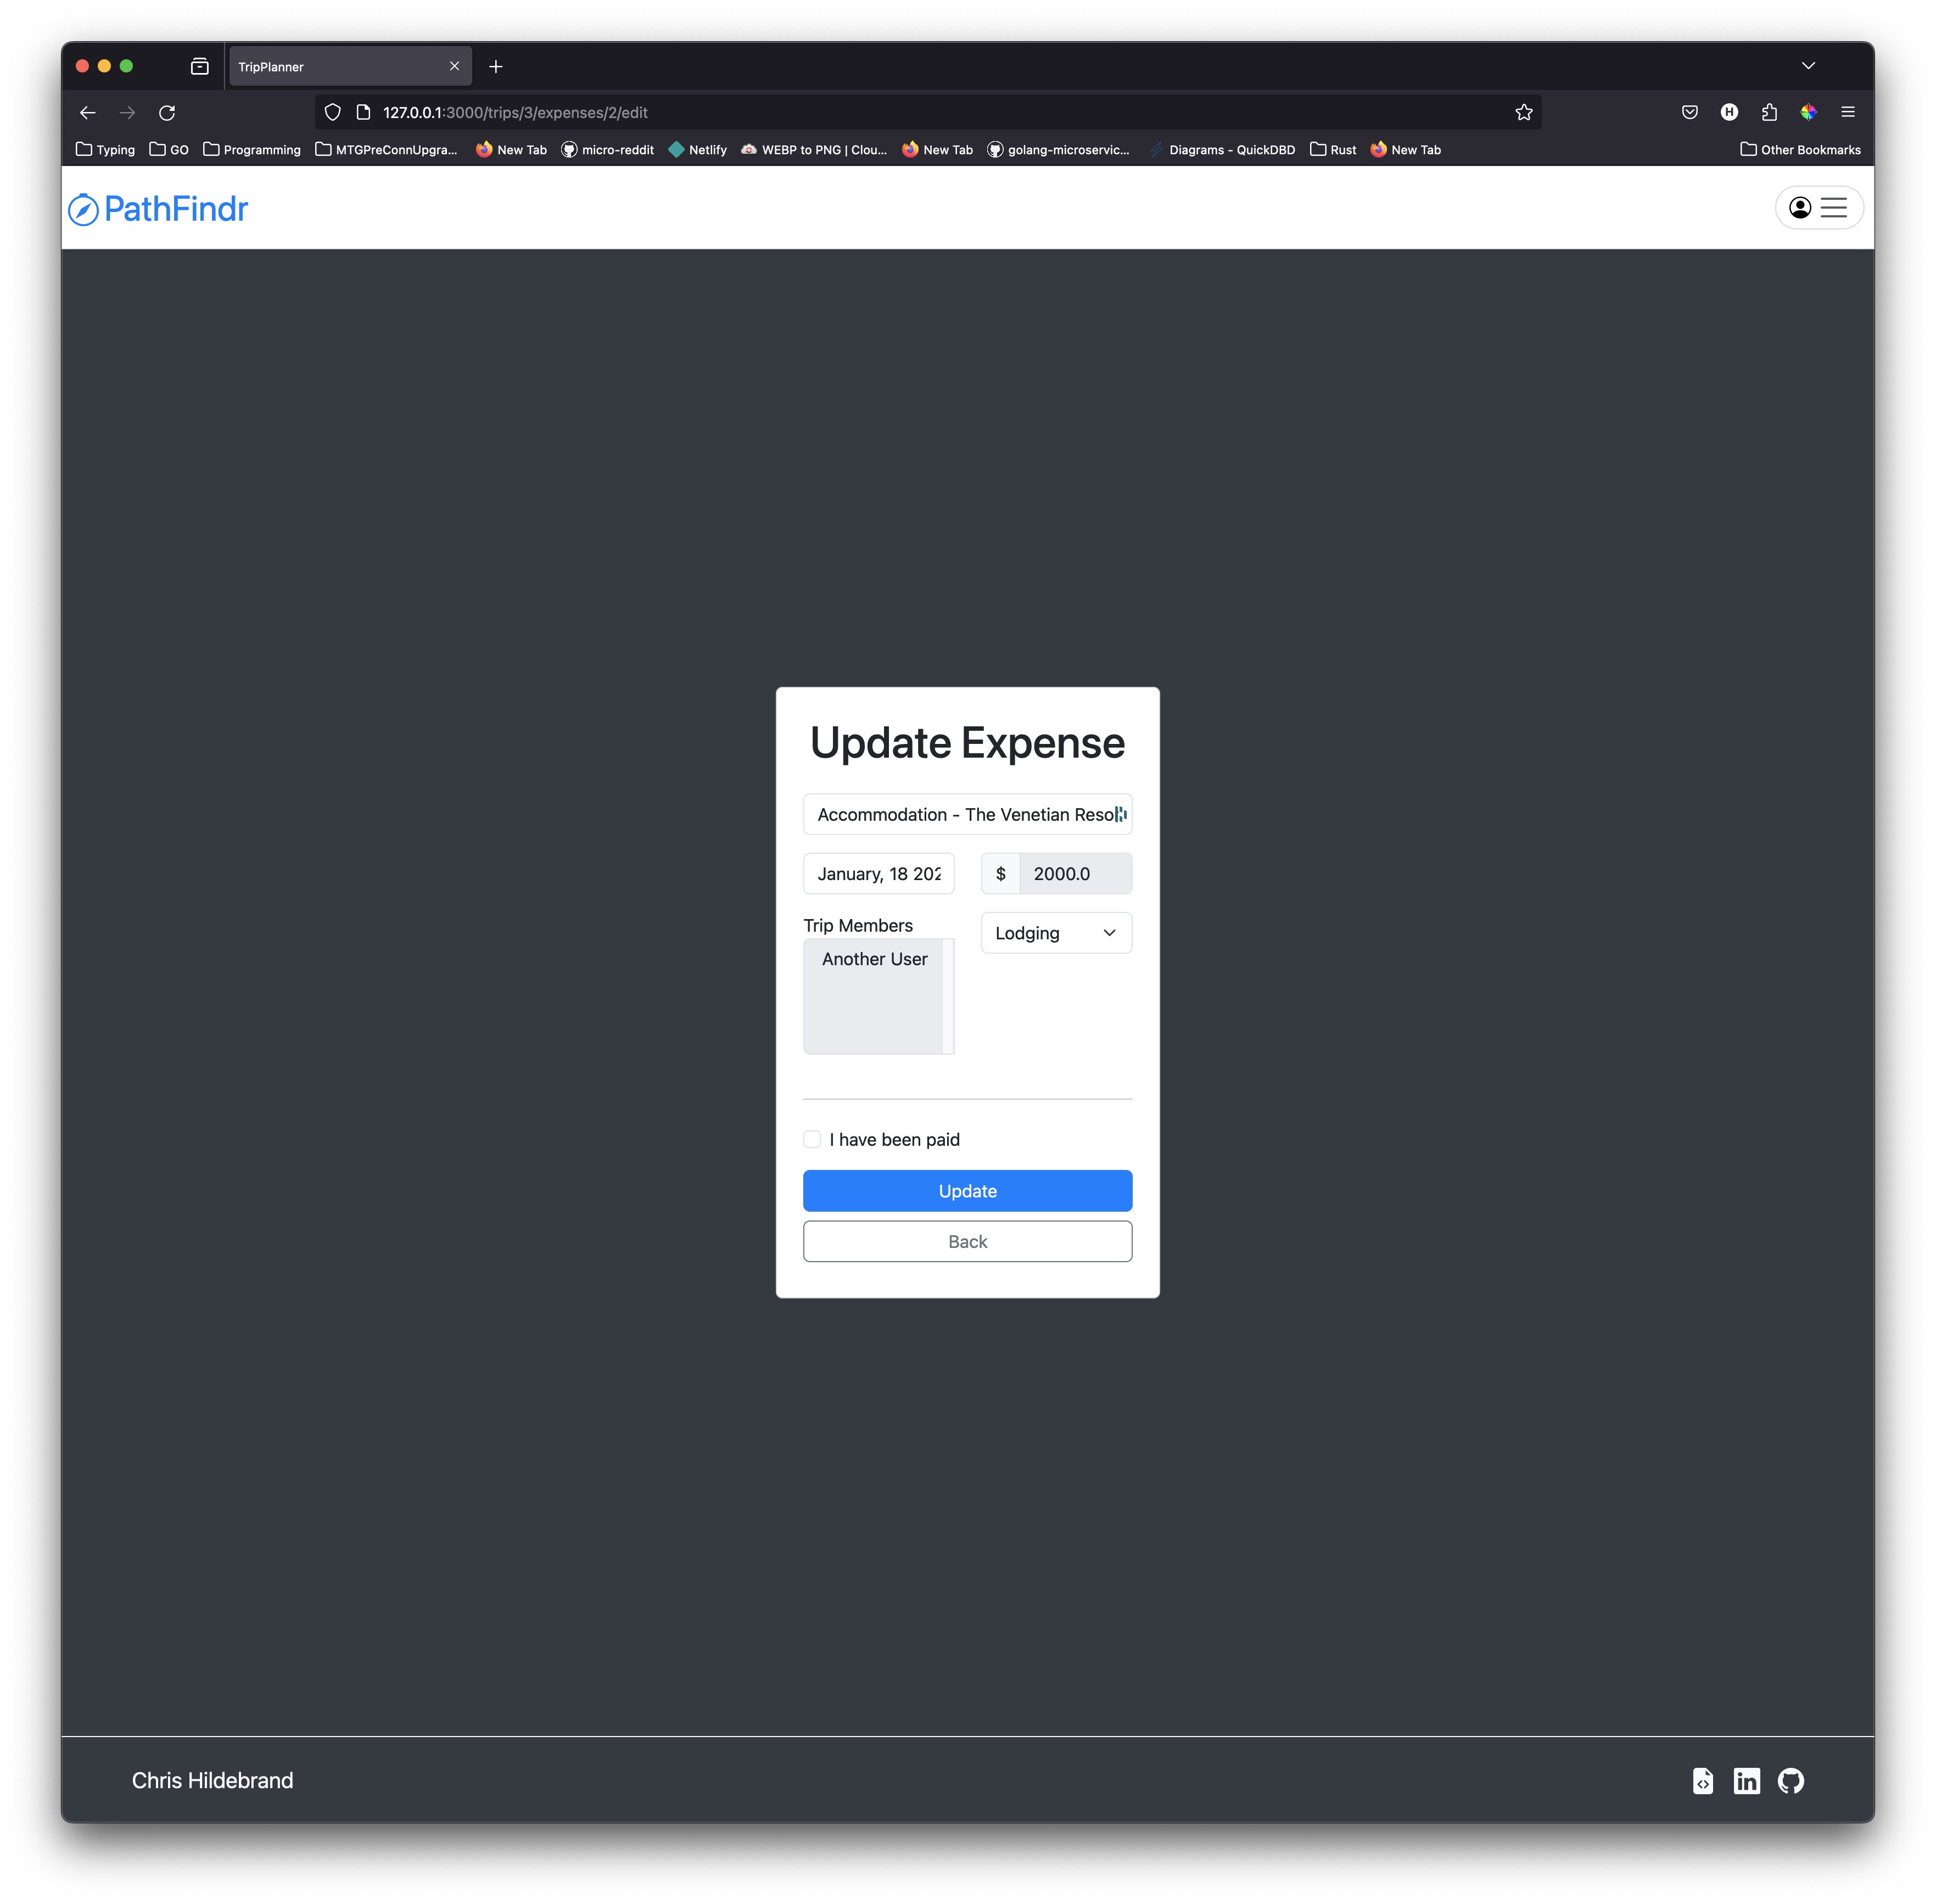 TripPlanner
127.0.0.1:3000/trips/3/expenses/2/edit
H
Typing GO Programming MTGPreConnUpgra... New Tab micro-reddit Netlify WEBP to PNG | Clou... New Tab golang-microservic... Diagrams - QuickDBD Rust New Tab Other Bookmarks
PathFindr
Update Expense
Accommodation - The Venetian Reso
January, 18 202
$ 2000.0
Trip Members
Lodging
Another User
I have been paid
Update
Back
Chris Hildebrand
in